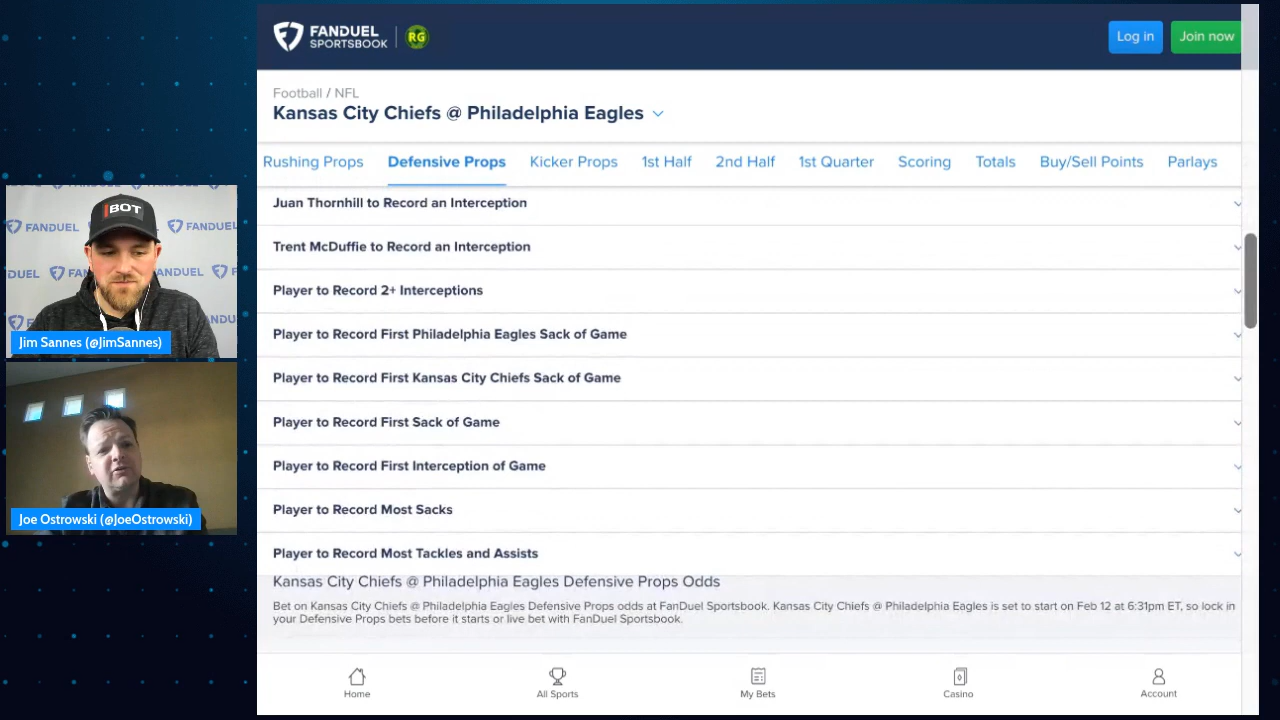 FANDUEL
SPORTSBOOK
RG
Log in
Join now
Football / NFL
Kansas City Chiefs @ Philadelphia Eagles
Rushing Props
Defensive Props
Kicker Props
1st Half
2nd Half
1st Quarter
Scoring
Totals
Buy/Sell Points
Parlays
Juan Thornhill to Record an Interception
Trent McDuffie to Record an Interception
Player to Record 2+ Interceptions
Player to Record First Philadelphia Eagles Sack of Game
Player to Record First Kansas City Chiefs Sack of Game
Player to Record First Sack of Game
Player to Record First Interception of Game
Player to Record Most Sacks
Player to Record Most Tackles and Assists
Kansas City Chiefs @ Philadelphia Eagles Defensive Props Odds
Bet on Kansas City Chiefs @ Philadelphia Eagles Defensive Props odds at FanDuel Sportsbook. Kansas City Chiefs @ Philadelphia Eagles is set to start on Feb 12 at 6:31pm ET, so lock in
your Defensive Props bets before it starts or live bet with FanDuel Sportsbook.
Home
All Sports
My Bets
Casino
Account
BOT
FANDUEL
FANDUEL
Jim Sannes (@JimSannes)
Joe Ostrowski (@JoeOstrowski)